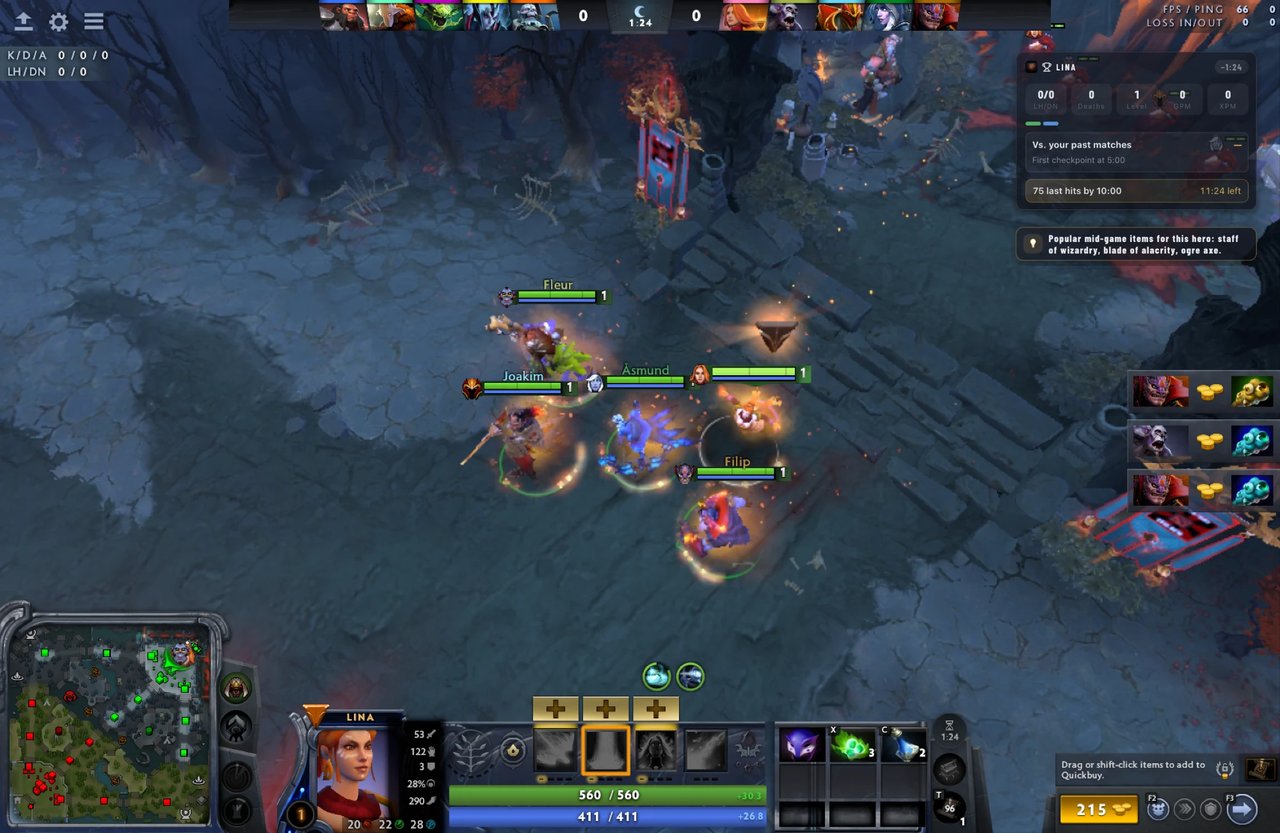 0
1:24
0
FPS / PING 66 0
LOSS IN/OUT 0 0
K/D/A 0 / 0 / 0
LH/DN 0 / 0
LINA
-1:24
0/0 0 1 0 0
LH/DN Deaths Level GPM XPM
Vs. your past matches
First checkpoint at 5:00
75 last hits by 10:00 11:24 left
Popular mid-game items for this hero: staff
of wizardry, blade of alacrity, ogre axe.
Fleur
1
Joakim
1
Åsmund
1
Filip
1
LINA
53
122
3
28%
290
1
20 22 28
560 / 560 +30.3
411 / 411 +26.8
X
3
C
2
1:24
T
96
1
Drag or shift-click items to add to
Quickbuy.
215
F2
F3